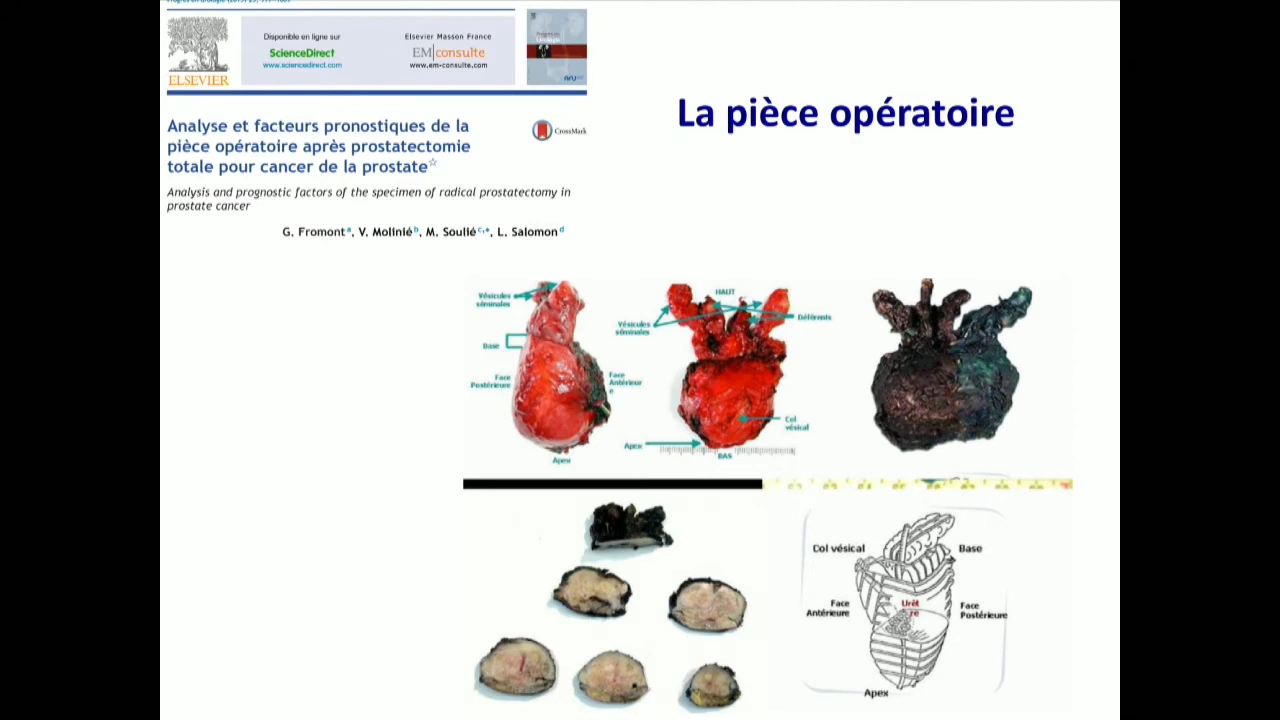 Disponible en ligne sur
ScienceDirect
www.sciencedirect.com
Elsevier Masson France
EM|consulte
www.em-consulte.com
ELSEVIER
Analyse et facteurs pronostiques de la
pièce opératoire après prostatectomie
totale pour cancer de la prostate☆
CrossMark
Analysis and prognostic factors of the specimen of radical prostatectomy in
prostate cancer
G. Fromont a, V. Molinié b, M. Soulié c,*, L. Salomon d
La pièce opératoire
Vésicules
séminales
Base
Face
Postérieure
Face
Antérieur
e
Apex
HAUT
Vésicules
séminales
Déférents
Col
vésical
Apex
BAS
Col vésical
Base
Face
Antérieure
Urèt
re
Face
Postérieure
Apex